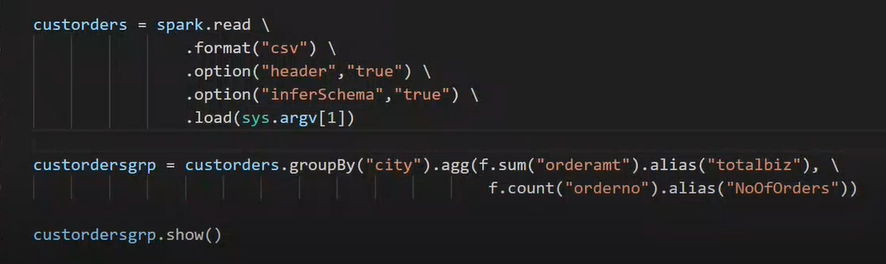 custorders = spark.read \
.format("csv") \
.option("header","true") \
.option("inferSchema","true") \
.load(sys.argv[1])
custordersgrp = custorders.groupBy("city").agg(f.sum("orderamt").alias("totalbiz"), \
f.count("orderno").alias("NoOfOrders"))
custordersgrp.show()